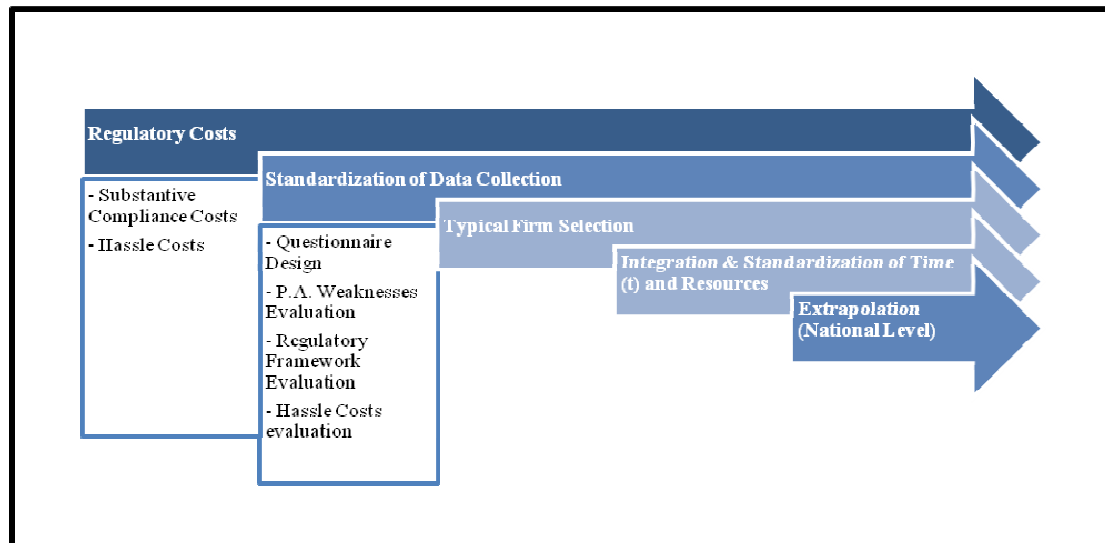 Regulatory Costs
- Substantive
Compliance Costs
- Hassle Costs
Standardization of Data Collection
- Questionnaire
Design
- P.A. Weaknesses
Evaluation
- Regulatory
Framework
Evaluation
- Hassle Costs
evaluation
Typical Firm Selection
Integration & Standardization of Time
(t) and Resources
Extrapolation
(National Level)